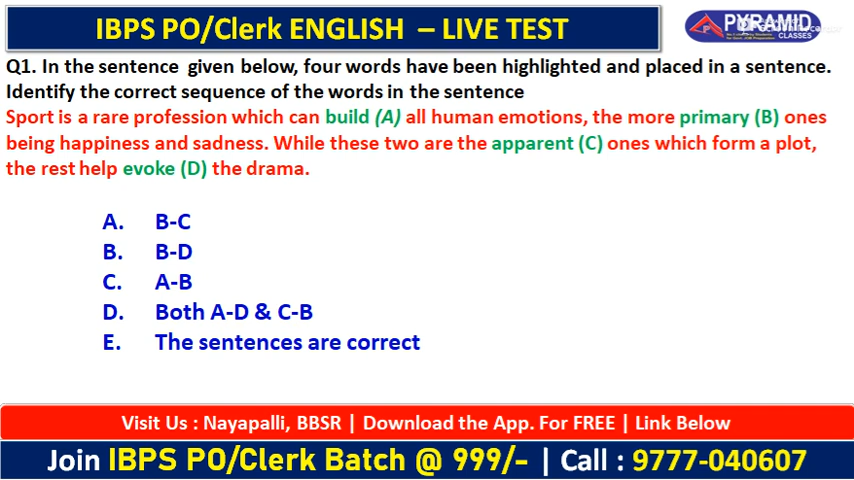 IBPS PO/Clerk ENGLISH – LIVE TEST
PYRAMID
CLASSES
Q1. In the sentence given below, four words have been highlighted and placed in a sentence.
Identify the correct sequence of the words in the sentence
Sport is a rare profession which can build (A) all human emotions, the more primary (B) ones
being happiness and sadness. While these two are the apparent (C) ones which form a plot,
the rest help evoke (D) the drama.
A. B-C
B. B-D
C. A-B
D. Both A-D & C-B
E. The sentences are correct
Visit Us : Nayapalli, BBSR | Download the App. For FREE | Link Below
Join IBPS PO/Clerk Batch @ 999/- | Call : 9777-040607